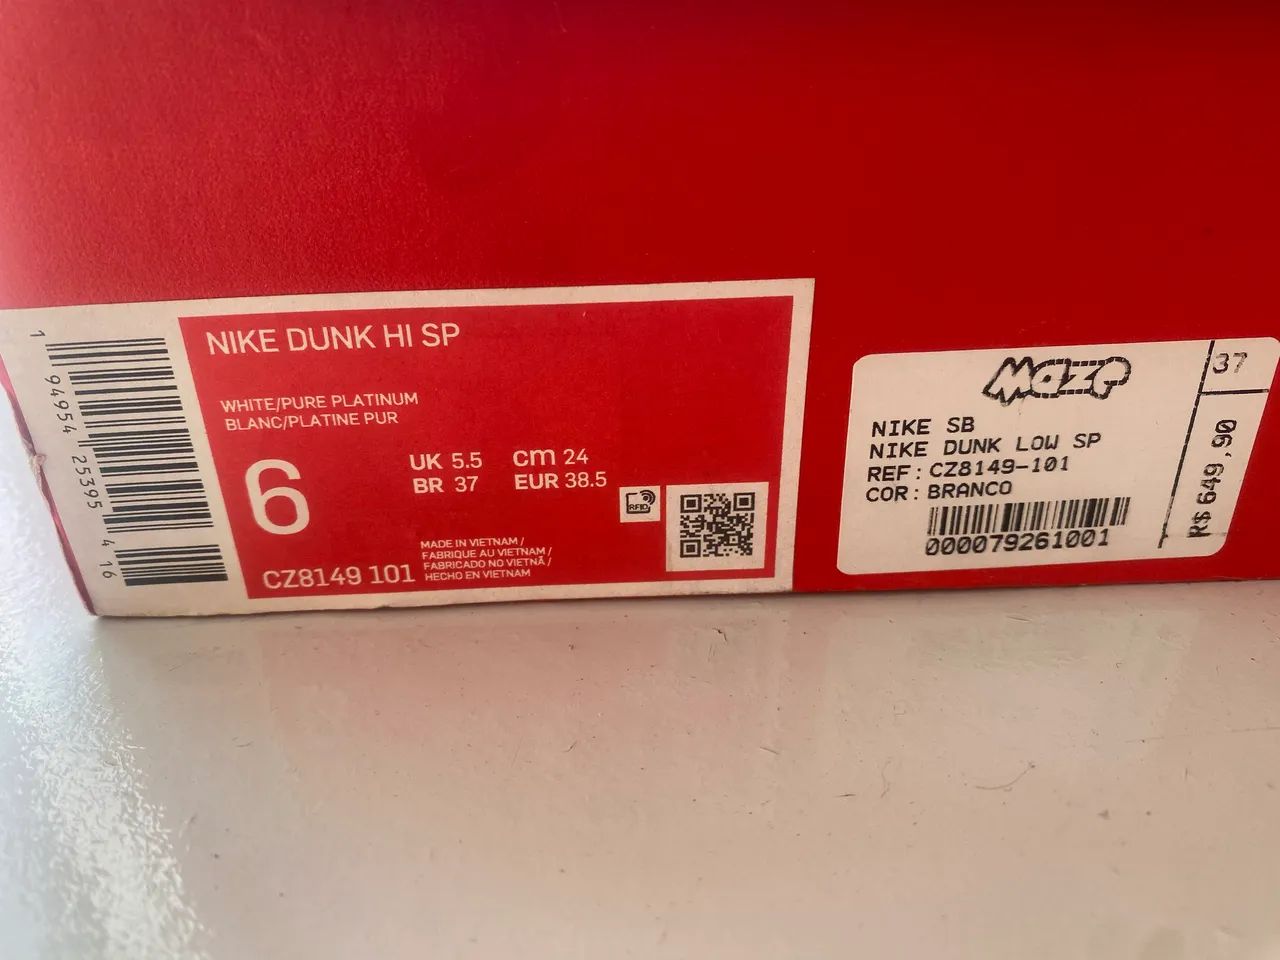 1 94954 25395 4 16
NIKE DUNK HI SP
WHITE/PURE PLATINUM
BLANC/PLATINE PUR
6
UK 5.5 cm 24
BR 37 EUR 38.5
RFID
CZ8149 101
MADE IN VIETNAM /
FABRIQUE AU VIETNAM /
FABRICADO NO VIETNÃ /
HECHO EN VIETNAM
Maze
37
NIKE SB
NIKE DUNK LOW SP
REF: CZ8149-101
COR: BRANCO
000079261001
R$ 649,90